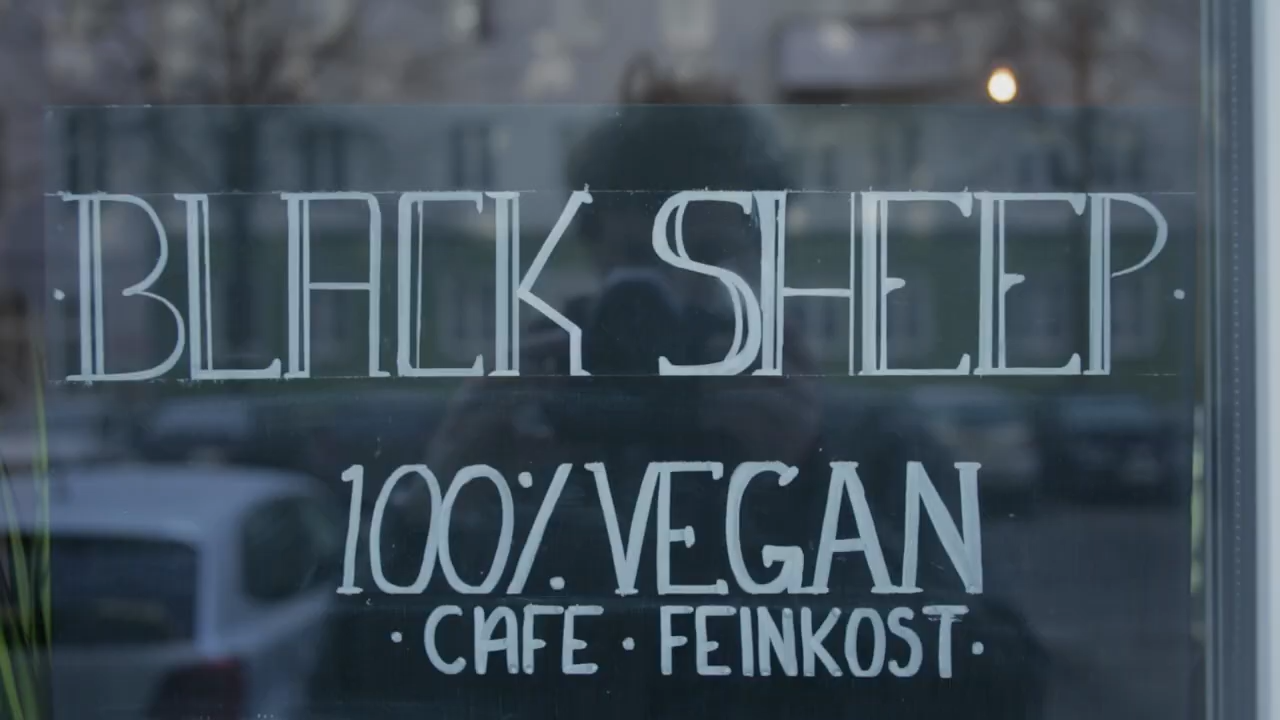 · BLACK SHEEP ·
100% VEGAN
· CAFE · FEINKOST ·